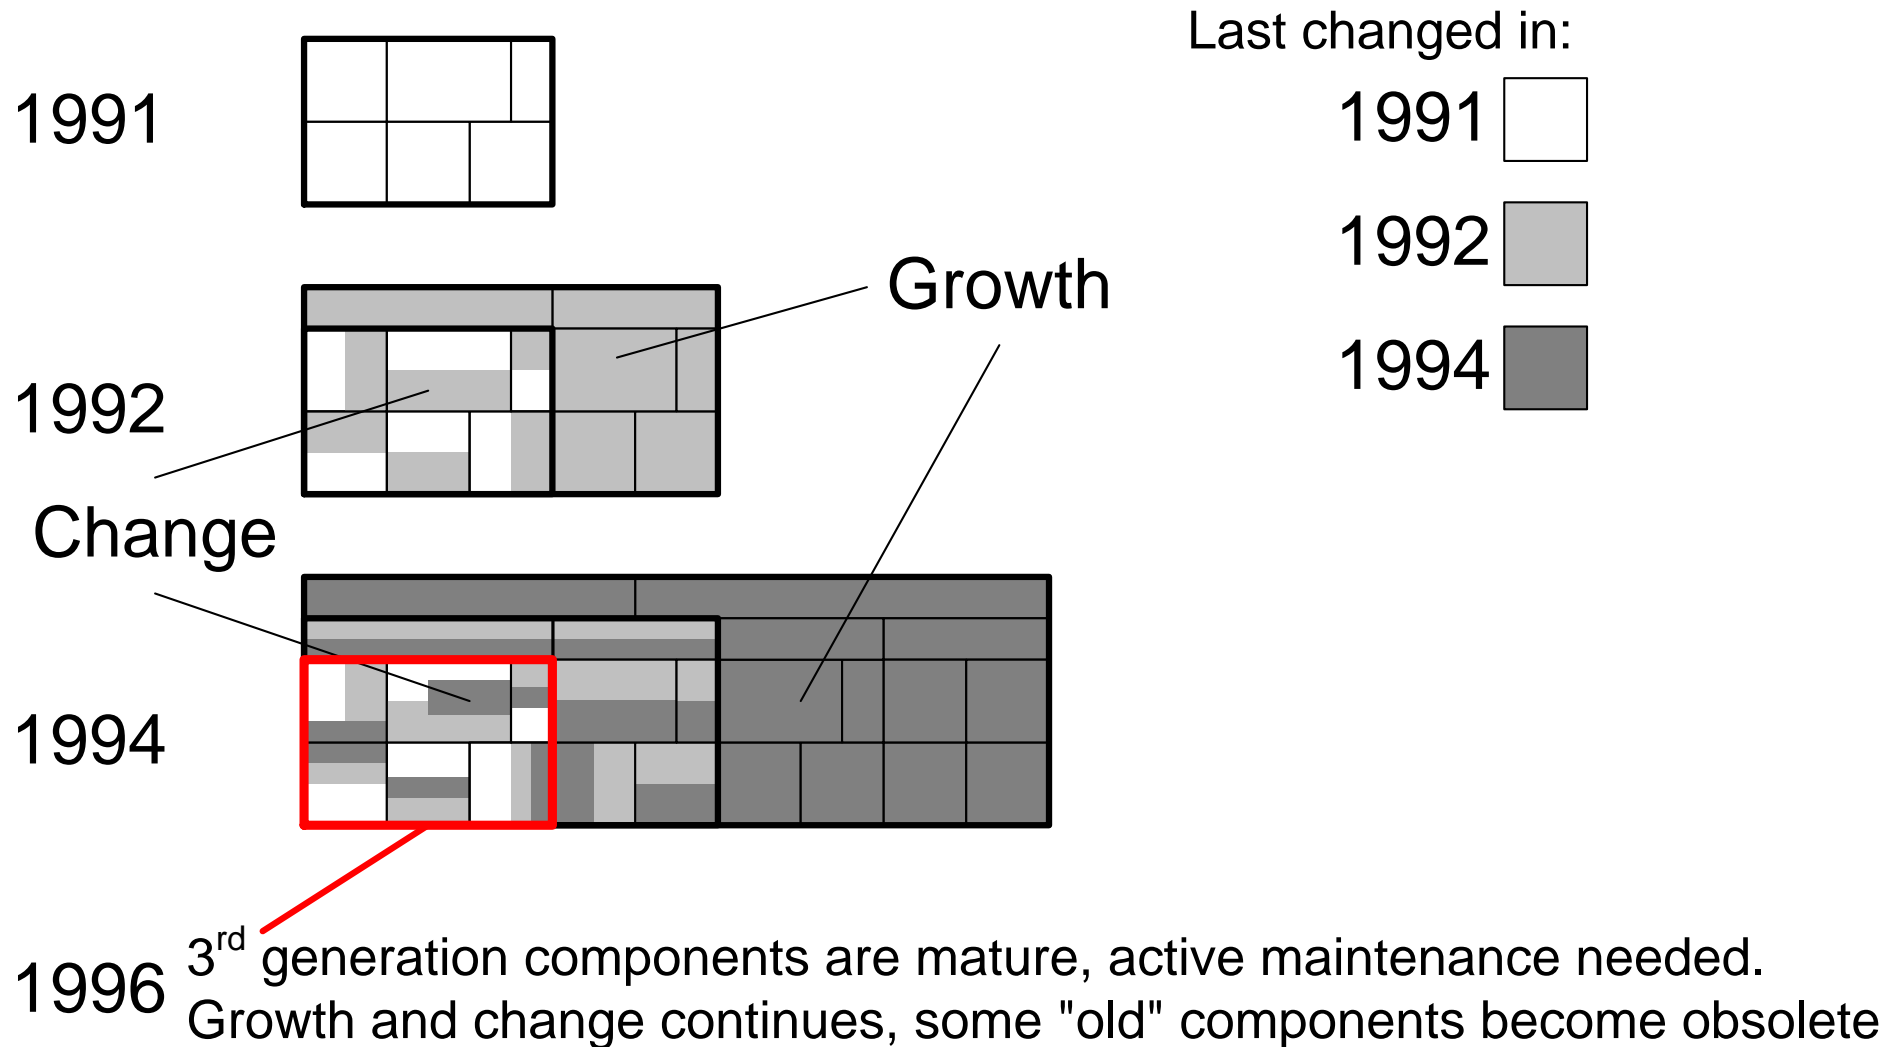 Last changed in:
1991
1991
1992
Growth
1994
1992
Change
1994
1996
3rd generation components are mature, active maintenance needed.
Growth and change continues, some "old" components become obsolete